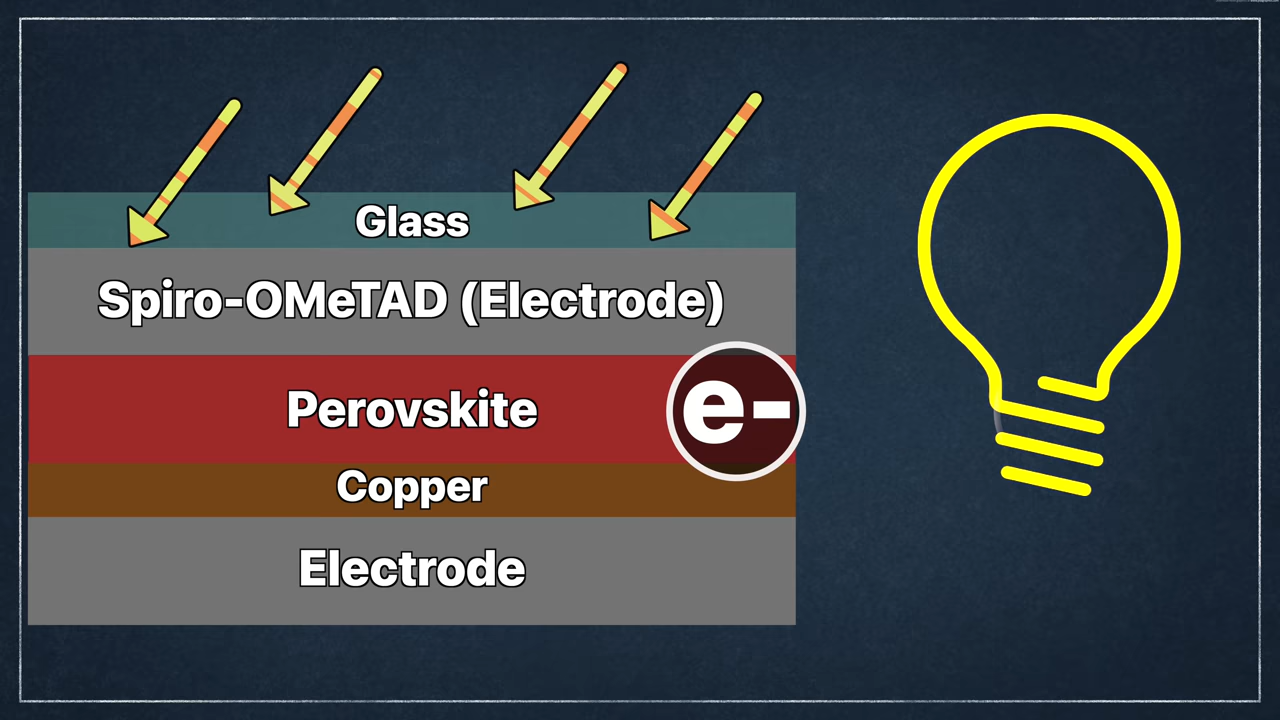 Glass
Spiro-OMeTAD (Electrode)
Perovskite
e-
Copper
Electrode